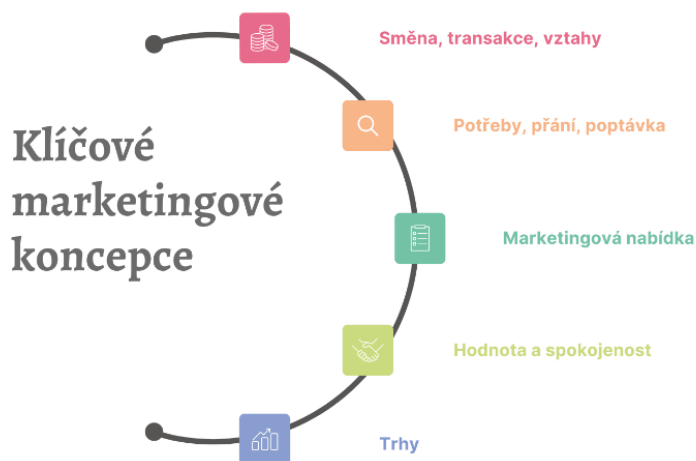 Klíčové
marketingové
koncepce
Směna, transakce, vztahy
Potřeby, přání, poptávka
Marketingová nabídka
Hodnota a spokojenost
Trhy